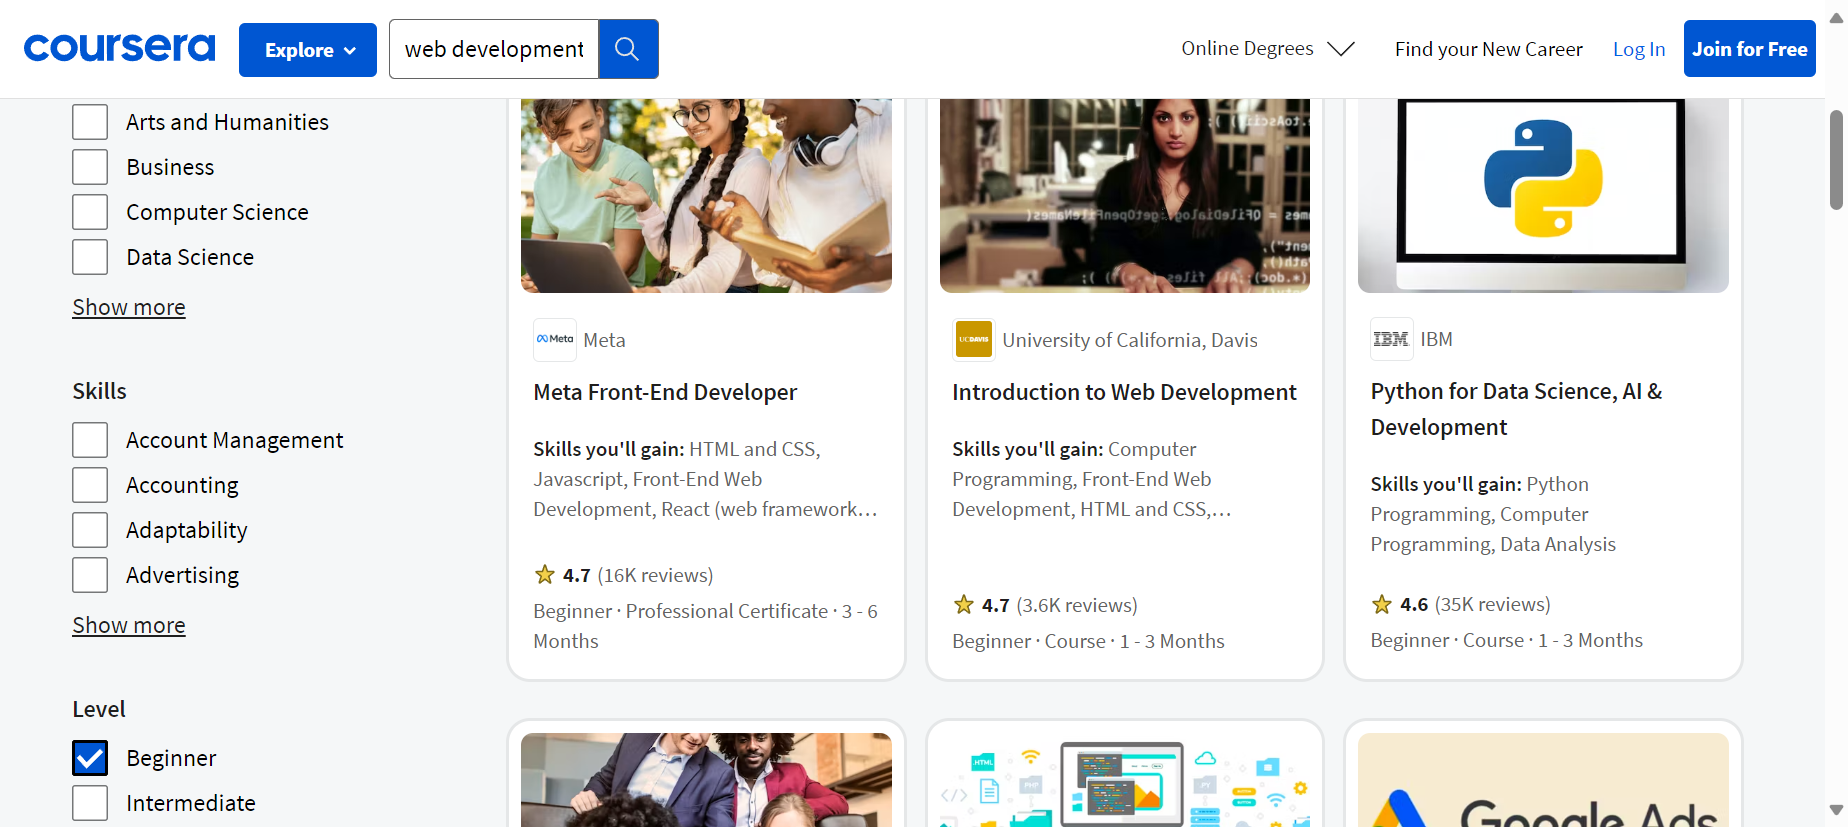 coursera
Explore
web development
Online Degrees
Find your New Career
Log In
Join for Free
Arts and Humanities
Business
Computer Science
Data Science
Show more
Skills
Account Management
Accounting
Adaptability
Advertising
Show more
Level
Beginner
Intermediate
Meta
Meta
Meta Front-End Developer
Skills you'll gain: HTML and CSS,
Javascript, Front-End Web
Development, React (web framework...
4.7 (16K reviews)
Beginner · Professional Certificate · 3 - 6
Months
UCDAVIS
University of California, Davis
Introduction to Web Development
Skills you'll gain: Computer
Programming, Front-End Web
Development, HTML and CSS,...
4.7 (3.6K reviews)
Beginner · Course · 1 - 3 Months
IBM
IBM
Python for Data Science, AI &
Development
Skills you'll gain: Python
Programming, Computer
Programming, Data Analysis
4.6 (35K reviews)
Beginner · Course · 1 - 3 Months
HTML
PHP
PY
Google Ads